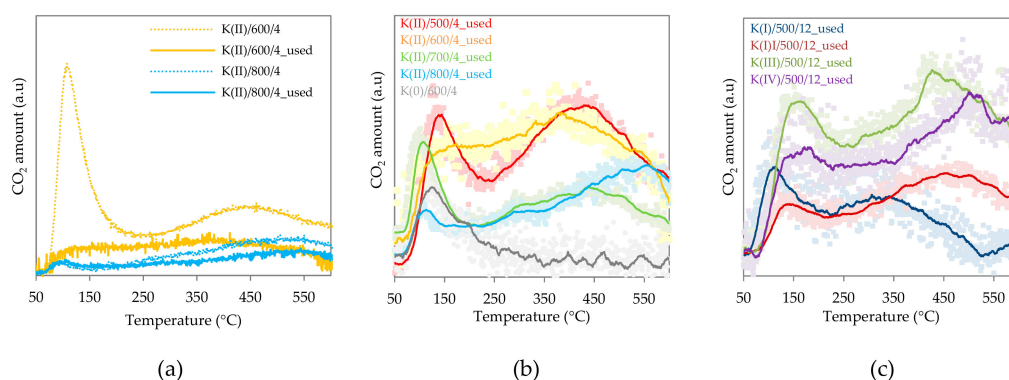 CO2 amount (a.u)
K(II)/600/4
K(II)/600/4_used
K(II)/800/4
K(II)/800/4_used
50 150 250 350 450 550
Temperature (°C)
(a)
CO2 amount (a.u)
K(II)/500/4_used
K(II)/600/4_used
K(II)/700/4_used
K(II)/800/4_used
K(0)/600/4
50 150 250 350 450 550
Temperature (°C)
(b)
CO2 amount (a.u)
K(I)/500/12_used
K(I)I/500/12_used
K(III)/500/12_used
K(IV)/500/12_used
50 150 250 350 450 550
Temperature (°C)
(c)